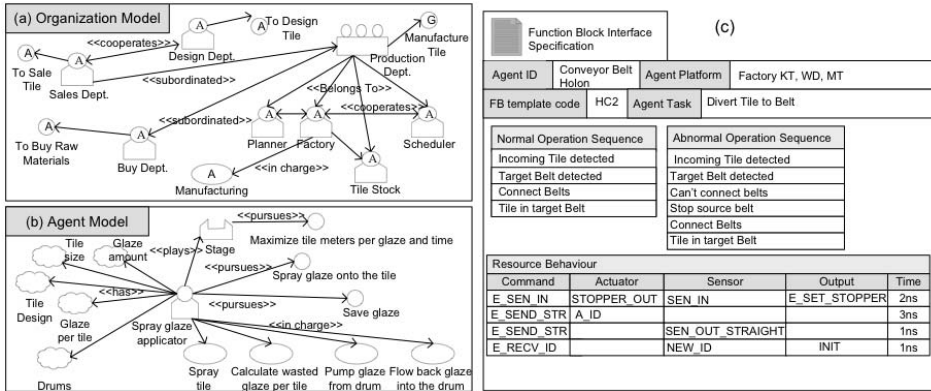 (a) Organization Model
To Design
Tile
<<cooperates>>
Design Dept.
A
A
A
A
G
Manufacture
Tile
Production
Dept.
To Sale
Tile
Sales Dept.
<<subordinated>>
<<Belongs To>>
<<cooperates>>
<<subordinated>>
A
A
A
A
A
Planner
Factory
Scheduler
To Buy Raw
Materials
Buy Dept.
<<in charge>>
A
A
Manufacturing
Tile Stock
(b) Agent Model
<<pursues>>
Tile
size
Glaze
amount
<<plays>>
Stage
Maximize tile meters per glaze and time
<<pursues>>
Spray glaze onto the tile
<<has>>
Tile
Design
<<pursues>>
Save glaze
Glaze
per tile
Spray glaze
applicator
<<in charge>>
Drums
Spray
tile
Calculate wasted
glaze per tile
Pump glaze
from drum
Flow back glaze
into the drum
(c)
Function Block Interface
Specification
Agent ID
Conveyor Belt
Holon
Agent Platform
Factory KT, WD, MT
FB template code
HC2
Agent Task
Divert Tile to Belt
Normal Operation Sequence
Incoming Tile detected
Target Belt detected
Connect Belts
Tile in target Belt
Abnormal Operation Sequence
Incoming Tile detected
Target Belt detected
Can't connect belts
Stop source belt
Connect Belts
Tile in target Belt
Resource Behaviour
Command Actuator Sensor Output Time
E_SEN_IN STOPPER_OUT SEN_IN E_SET_STOPPER 2ns
E_SEND_STR A_ID 3ns
E_SEND_STR SEN_OUT_STRAIGHT 1ns
E_RECV_ID NEW_ID INIT 1ns